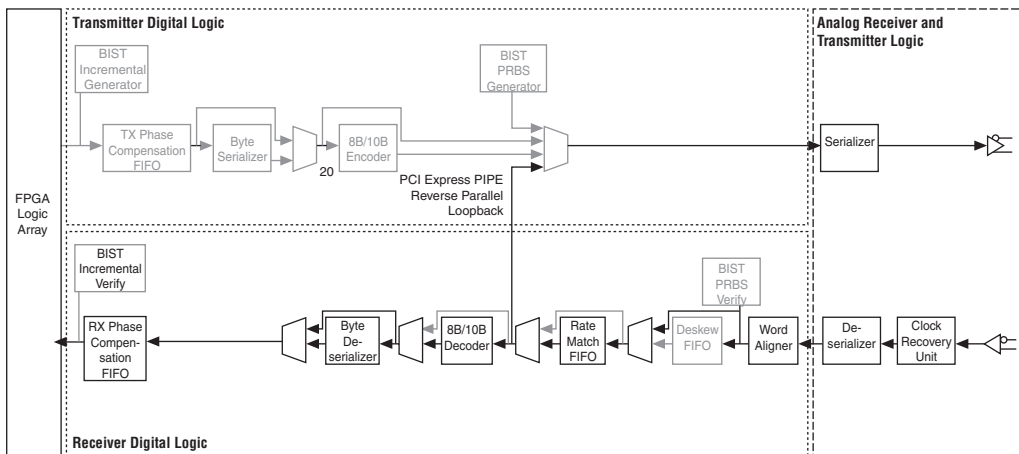 Transmitter Digital Logic
Analog Receiver and
Transmitter Logic
BIST
Incremental
Generator
BIST
PRBS
Generator
TX Phase
Compensation
FIFO
Byte
Serializer
20
8B/10B
Encoder
Serializer
PCI Express PIPE
Reverse Parallel
Loopback
FPGA
Logic
Array
BIST
Incremental
Verify
BIST
PRBS
Verify
RX Phase
Compen-
sation
FIFO
Byte
De-
serializer
8B/10B
Decoder
Rate
Match
FIFO
Deskew
FIFO
Word
Aligner
De-
serializer
Clock
Recovery
Unit
Receiver Digital Logic